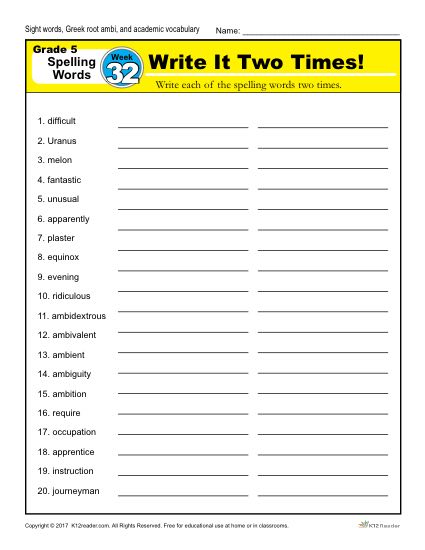 Sight words, Greek root ambi, and academic vocabulary Name:
Grade 5
Spelling
Words
Week
32
Write It Two Times!
Write each of the spelling words two times.
1. difficult
2. Uranus
3. melon
4. fantastic
5. unusual
6. apparently
7. plaster
8. equinox
9. evening
10. ridiculous
11. ambidextrous
12. ambivalent
13. ambient
14. ambiguity
15. ambition
16. require
17. occupation
18. apprentice
19. instruction
20. journeyman
Copyright © 2017 K12reader.com. All Rights Reserved. Free for educational use at home or in classrooms. K12Reader